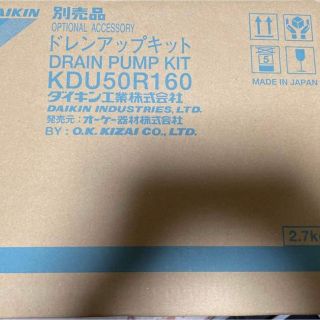 DAIKIN
別売品
OPTIONAL ACCESSORY
ドレンアップキット
DRAIN PUMP KIT
KDU50R160
ダイキン工業株式会社
DAIKIN INDUSTRIES, LTD.
発売元：オーケー器材株式会社
BY : O.K. KIZAI CO., LTD.
5
MADE IN JAPAN
2.7k